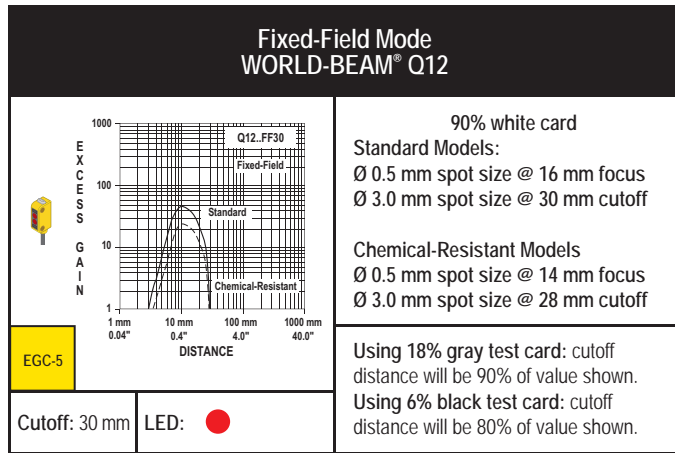 Fixed-Field Mode
WORLD-BEAM® Q12
EXCESS GAIN
1000
100
10
1
Q12..FF30
Fixed-Field
Standard
Chemical-Resistant
1 mm 10 mm 100 mm 1000 mm
0.04" 0.4" 4.0" 40.0"
DISTANCE
EGC-5
Cutoff: 30 mm
LED:
90% white card
Standard Models:
Ø 0.5 mm spot size @ 16 mm focus
Ø 3.0 mm spot size @ 30 mm cutoff
Chemical-Resistant Models
Ø 0.5 mm spot size @ 14 mm focus
Ø 3.0 mm spot size @ 28 mm cutoff
Using 18% gray test card: cutoff
distance will be 90% of value shown.
Using 6% black test card: cutoff
distance will be 80% of value shown.